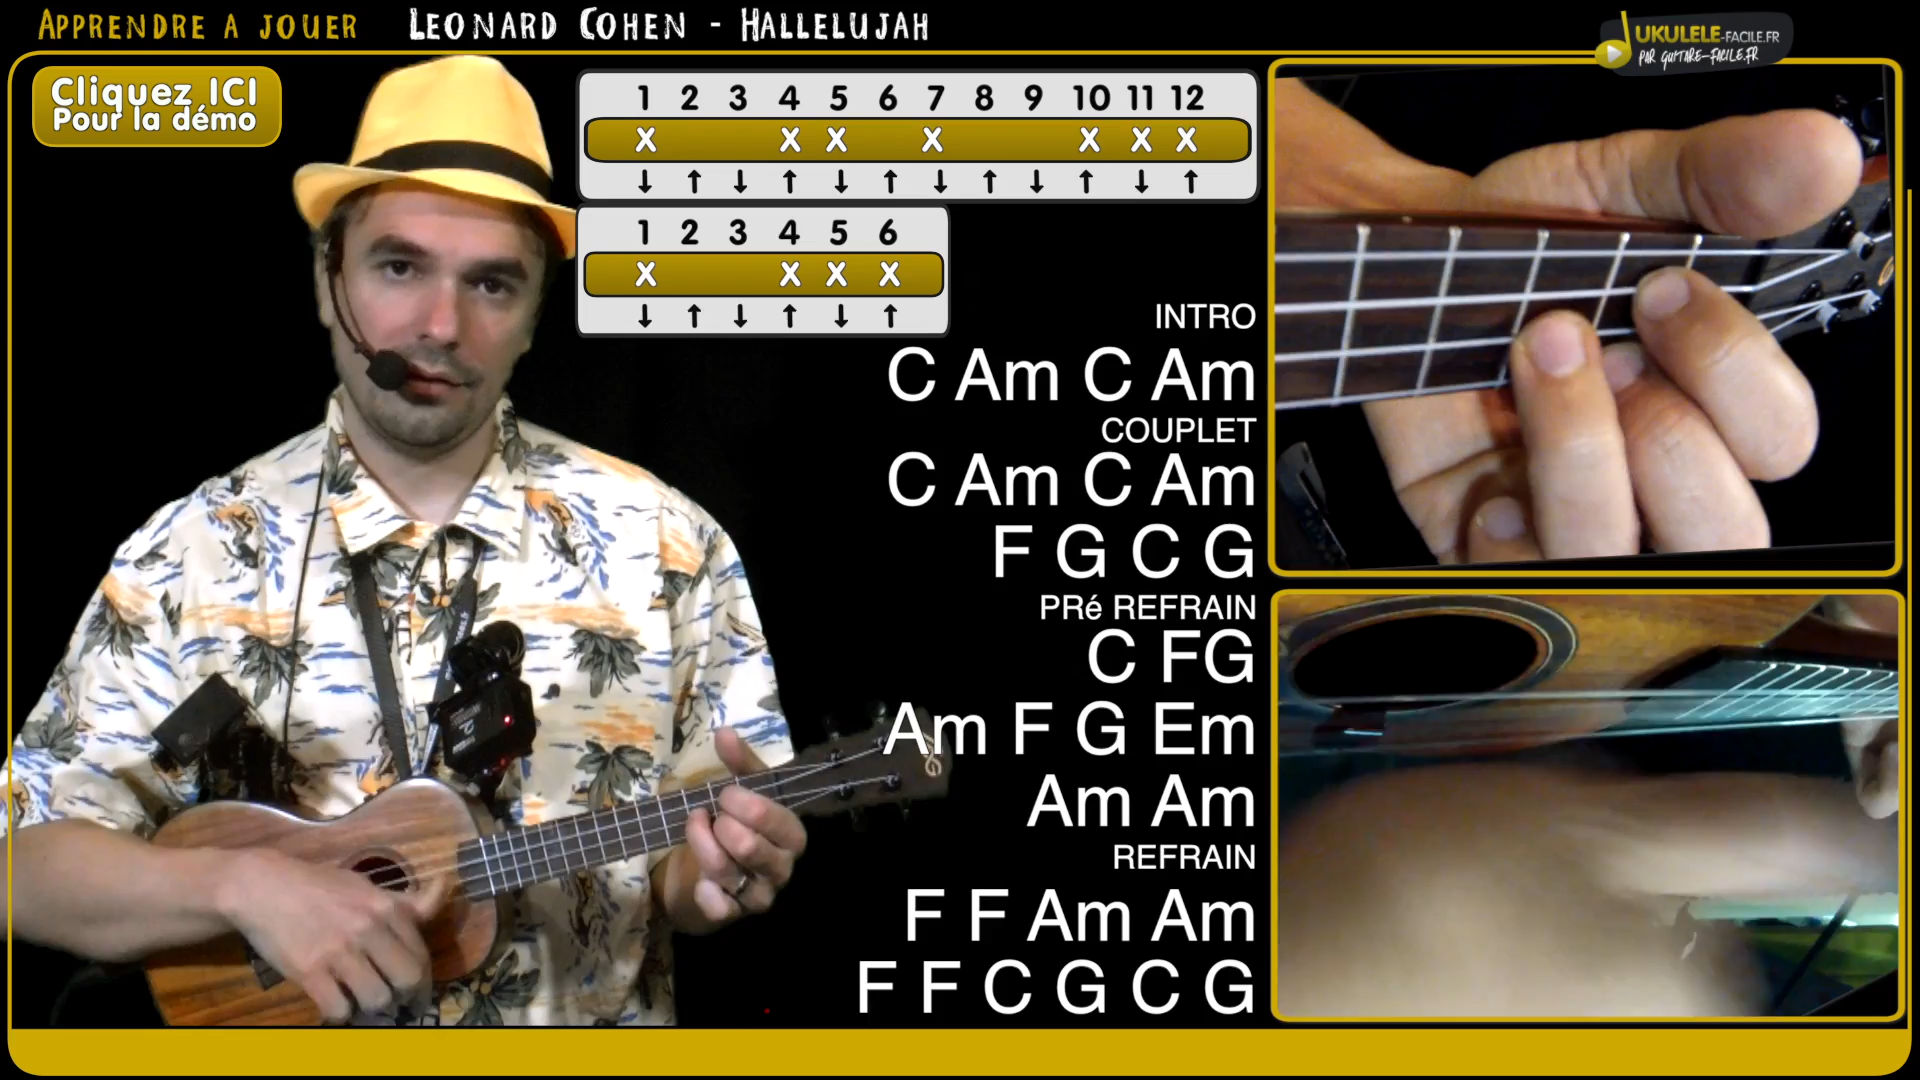 APPRENDRE A JOUER LEONARD COHEN - HALLELUJAH
UKULELE-FACILE.FR
PAR GUITARE-FACILE.FR
Cliquez ICI
Pour la démo
1 2 3 4 5 6 7 8 9 10 11 12
X X X X X X X
↓ ↑ ↓ ↑ ↓ ↑ ↓ ↑ ↓ ↑ ↓ ↑
1 2 3 4 5 6
X X X X
↓ ↑ ↓ ↑ ↓ ↑
INTRO
C Am C Am
COUPLET
C Am C Am
F G C G
PRé REFRAIN
C FG
Am F G Em
Am Am
REFRAIN
F F Am Am
F F C G C G